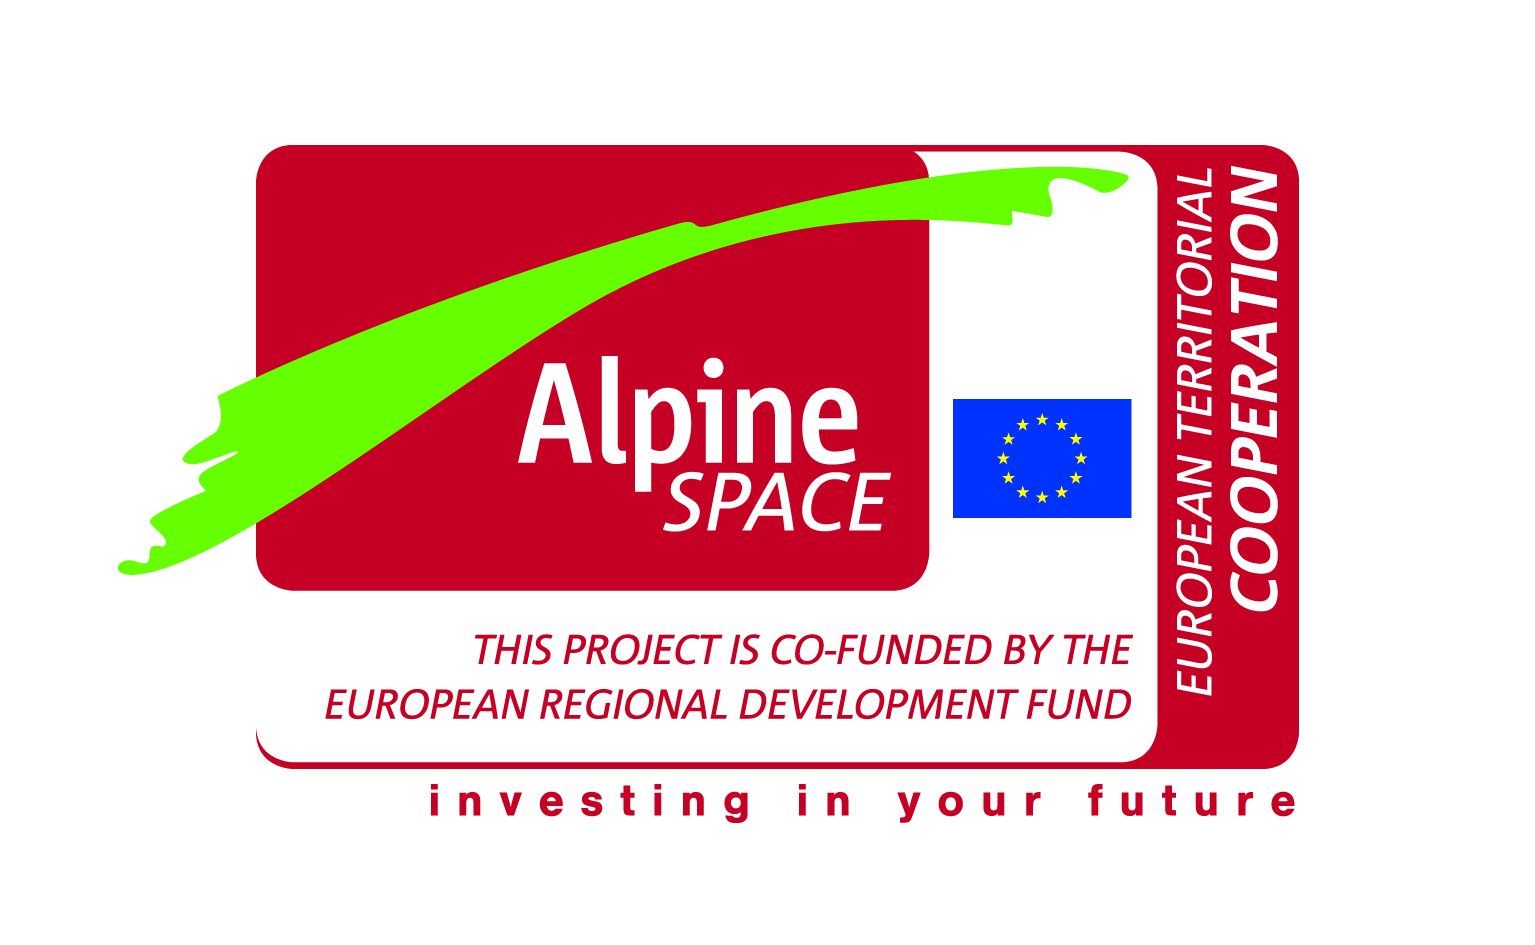 Alpine
SPACE
EUROPEAN TERRITORIAL
COOPERATION
THIS PROJECT IS CO-FUNDED BY THE
EUROPEAN REGIONAL DEVELOPMENT FUND
investing in your future